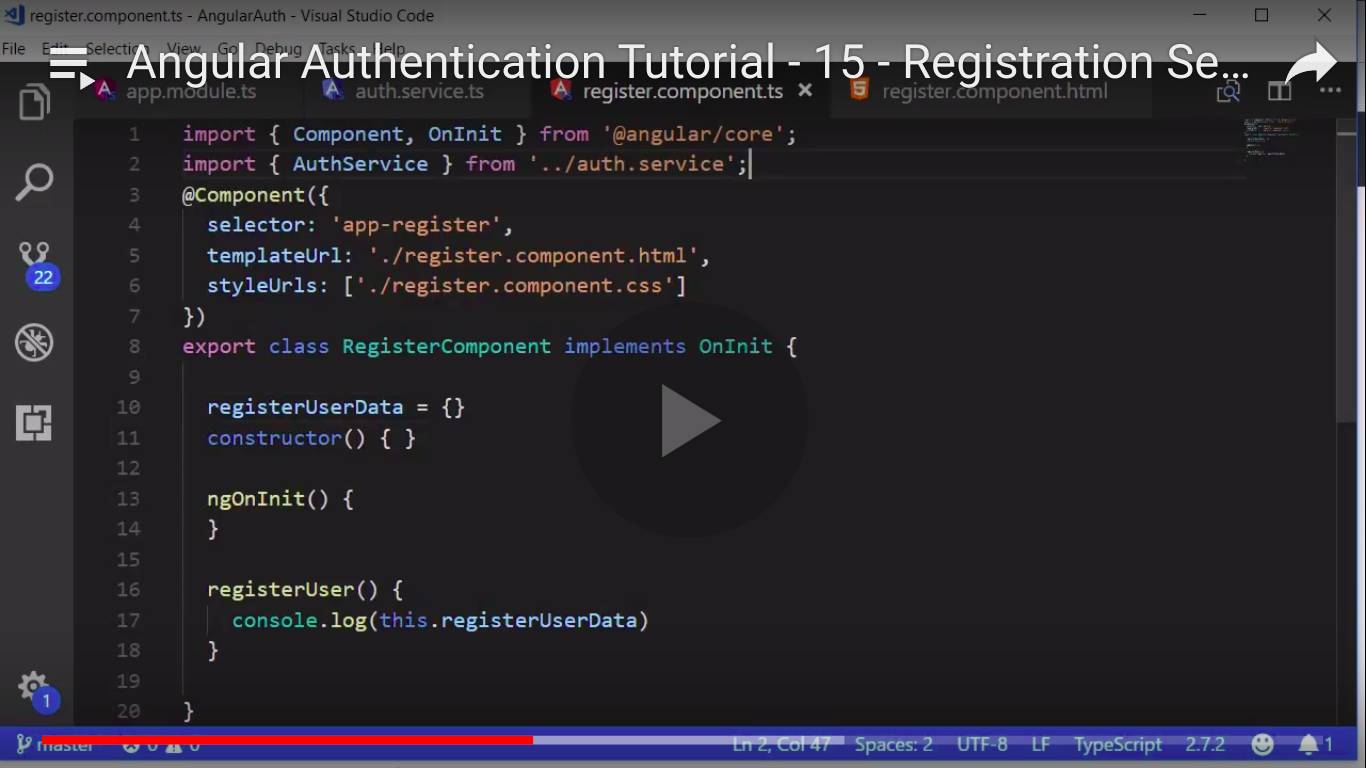 register.component.ts - AngularAuth - Visual Studio Code
File Edit Selection View Go Debug Tasks Help
Angular Authentication Tutorial - 15 - Registration Se...
app.module.ts auth.service.ts register.component.ts register.component.html
1 import { Component, OnInit } from '@angular/core';
2 import { AuthService } from '../auth.service';
3 @Component({
4 selector: 'app-register',
5 templateUrl: './register.component.html',
6 styleUrls: ['./register.component.css']
7 })
8 export class RegisterComponent implements OnInit {
9
10 registerUserData = {}
11 constructor() { }
12
13 ngOnInit() {
14 }
15
16 registerUser() {
17 console.log(this.registerUserData)
18 }
19
20 }
22
1
master 0 0 Ln 2, Col 47 Spaces: 2 UTF-8 LF TypeScript 2.7.2 1